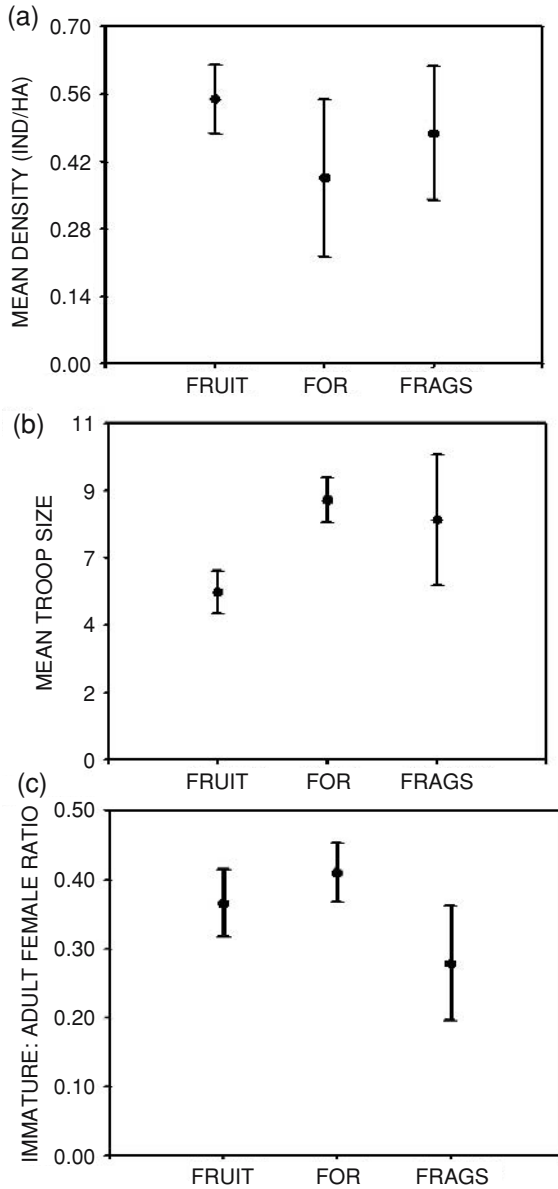 (a)
MEAN DENSITY (IND/HA)
0.70
0.56
0.42
0.28
0.14
0.00
FRUIT FOR FRAGS
(b)
MEAN TROOP SIZE
11
9
7
4
2
0
FRUIT FOR FRAGS
(c)
IMMATURE: ADULT FEMALE RATIO
0.50
0.40
0.30
0.20
0.10
0.00
FRUIT FOR FRAGS